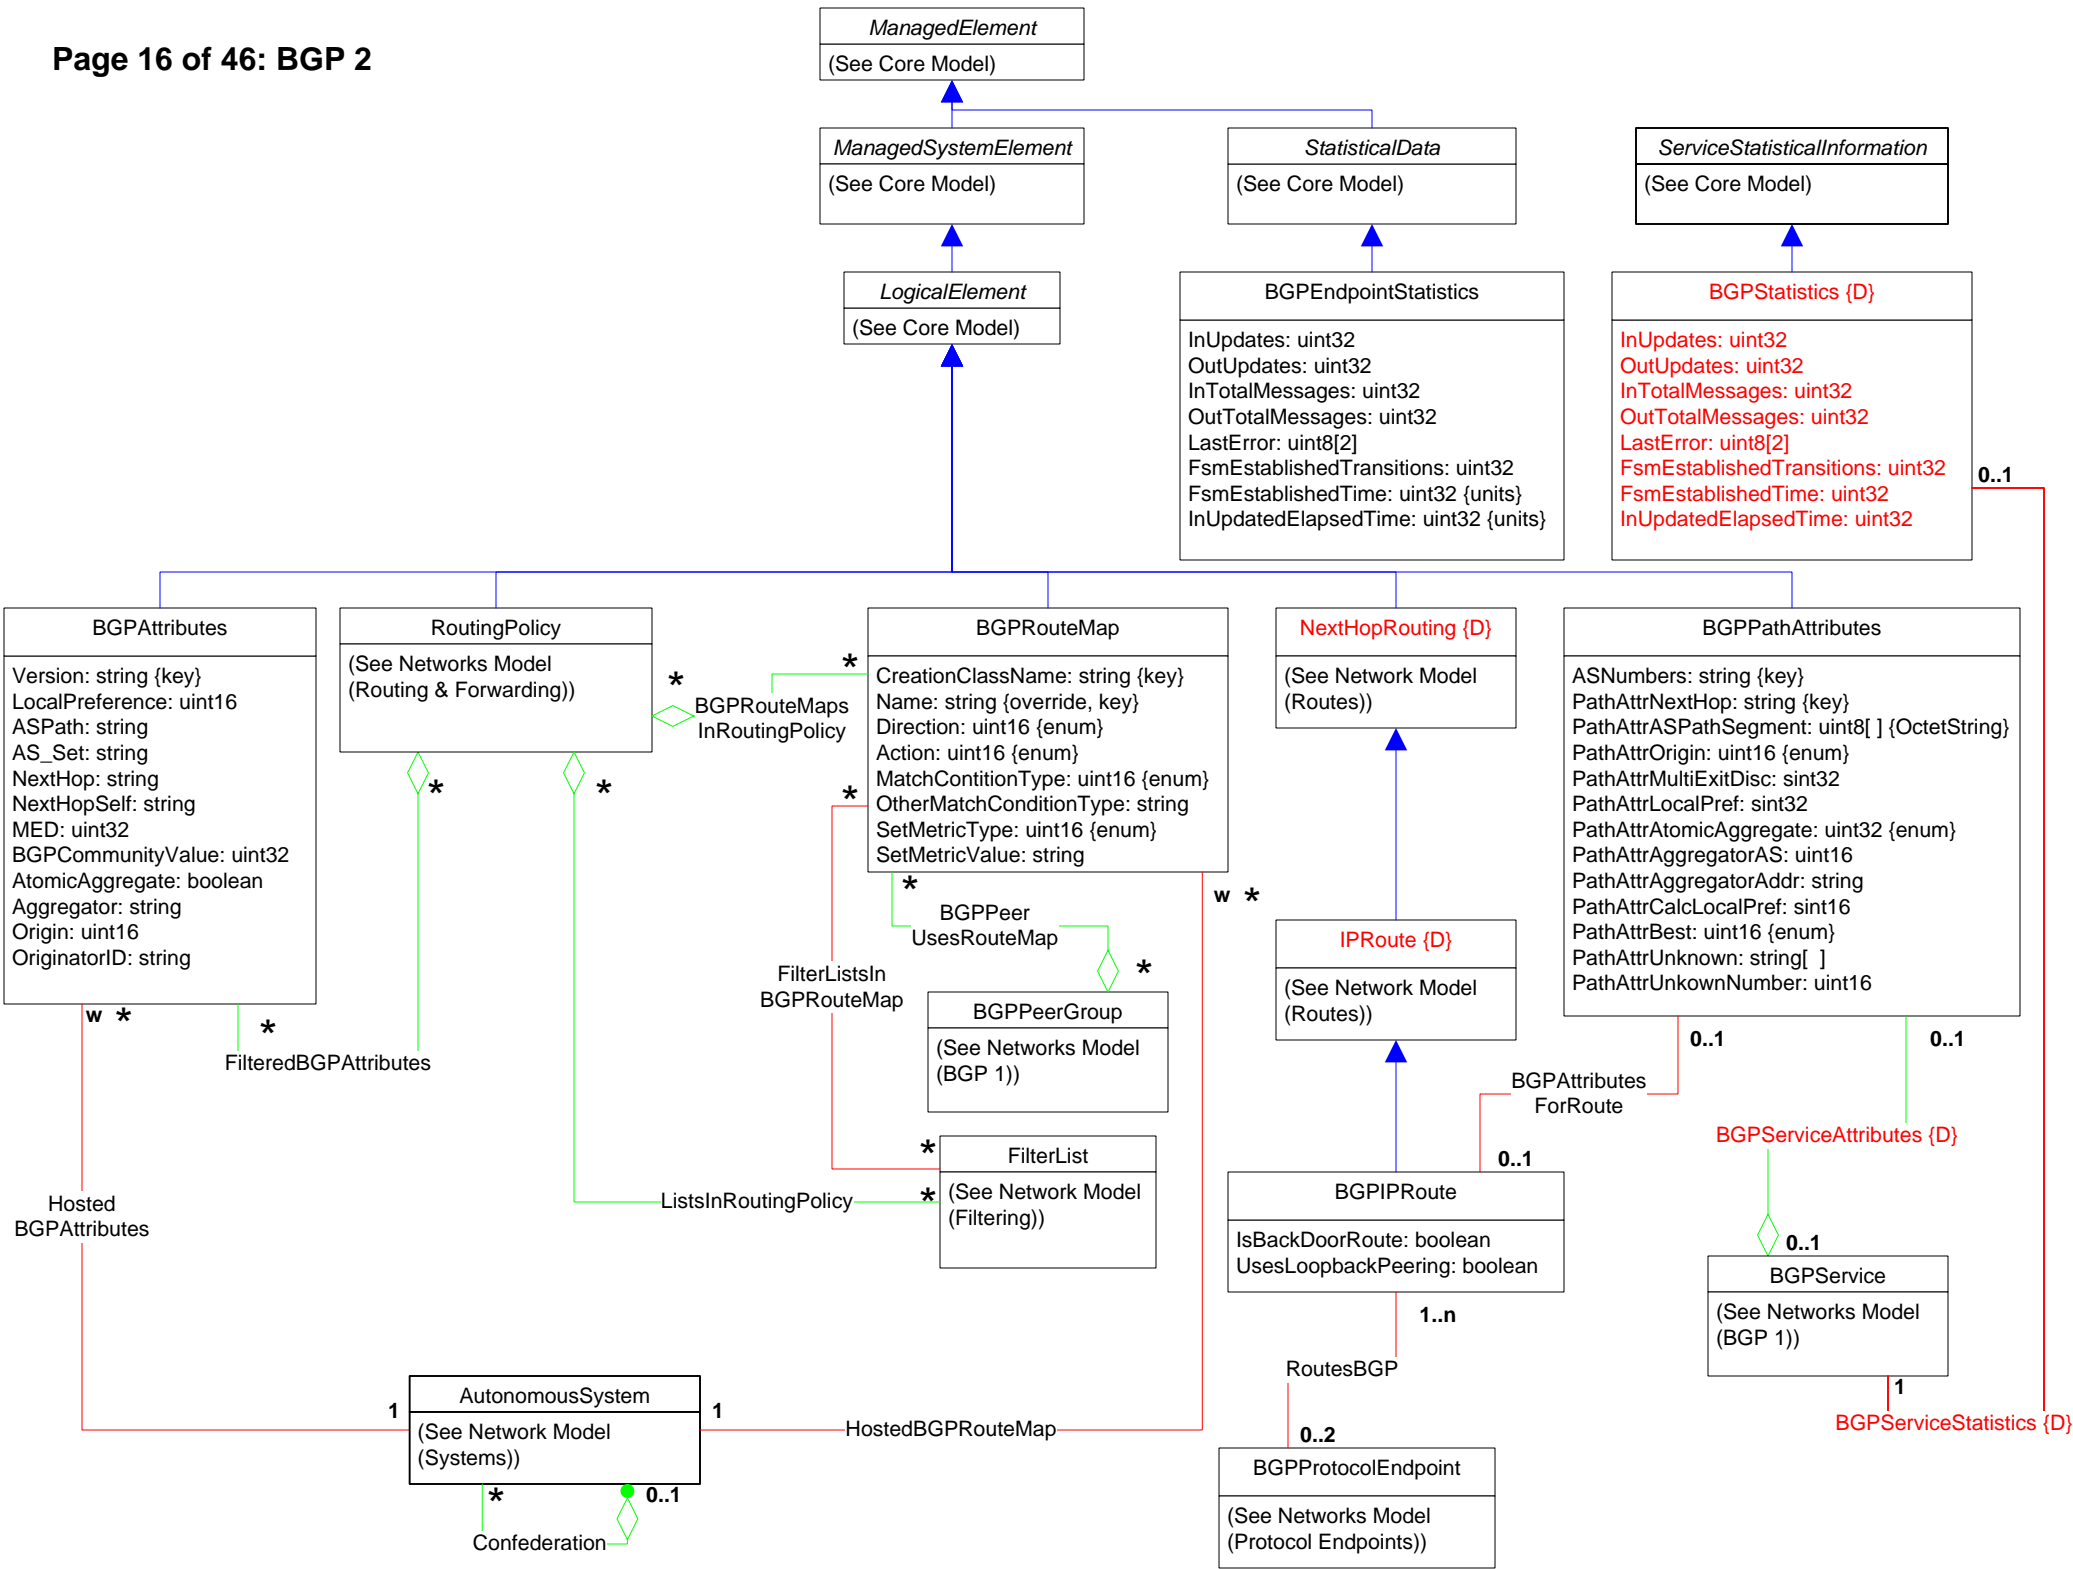 Page 16 of 46: BGP 2
ManagedElement
(See Core Model)
ManagedSystemElement
(See Core Model)
StatisticalData
(See Core Model)
ServiceStatisticalInformation
(See Core Model)
LogicalElement
(See Core Model)
BGPEndpointStatistics
InUpdates: uint32
OutUpdates: uint32
InTotalMessages: uint32
OutTotalMessages: uint32
LastError: uint8[2]
FsmEstablishedTransitions: uint32
FsmEstablishedTime: uint32 {units}
InUpdatedElapsedTime: uint32 {units}
BGPStatistics {D}
InUpdates: uint32
OutUpdates: uint32
InTotalMessages: uint32
OutTotalMessages: uint32
LastError: uint8[2]
FsmEstablishedTransitions: uint32
FsmEstablishedTime: uint32
InUpdatedElapsedTime: uint32
0..1
BGPAttributes
Version: string {key}
LocalPreference: uint16
ASPath: string
AS_Set: string
NextHop: string
NextHopSelf: string
MED: uint32
BGPCommunityValue: uint32
AtomicAggregate: boolean
Aggregator: string
Origin: uint16
OriginatorID: string
w *
*
FilteredBGPAttributes
RoutingPolicy
(See Networks Model
(Routing & Forwarding))
*
*
*
BGPRouteMaps
InRoutingPolicy
*
BGPRouteMap
CreationClassName: string {key}
Name: string {override, key}
Direction: uint16 {enum}
Action: uint16 {enum}
MatchContitionType: uint16 {enum}
OtherMatchConditionType: string
SetMetricType: uint16 {enum}
SetMetricValue: string
*
*
w *
BGPPeer
UsesRouteMap
*
FilterListsIn
BGPRouteMap
BGPPeerGroup
(See Networks Model
(BGP 1))
*
FilterList
(See Network Model
(Filtering))
ListsInRoutingPolicy
*
NextHopRouting {D}
(See Network Model
(Routes))
IPRoute {D}
(See Network Model
(Routes))
BGPPathAttributes
ASNumbers: string {key}
PathAttrNextHop: string {key}
PathAttrASPathSegment: uint8[ ] {OctetString}
PathAttrOrigin: uint16 {enum}
PathAttrMultiExitDisc: sint32
PathAttrLocalPref: sint32
PathAttrAtomicAggregate: uint32 {enum}
PathAttrAggregatorAS: uint16
PathAttrAggregatorAddr: string
PathAttrCalcLocalPref: sint16
PathAttrBest: uint16 {enum}
PathAttrUnknown: string[ ]
PathAttrUnkownNumber: uint16
0..1
0..1
BGPAttributes
ForRoute
0..1
BGPServiceAttributes {D}
0..1
BGPIPRoute
IsBackDoorRoute: boolean
UsesLoopbackPeering: boolean
1..n
RoutesBGP
0..2
BGPProtocolEndpoint
(See Networks Model
(Protocol Endpoints))
BGPService
(See Networks Model
(BGP 1))
1
BGPServiceStatistics {D}
Hosted
BGPAttributes
1
AutonomousSystem
(See Network Model
(Systems))
1
HostedBGPRouteMap
*
0..1
Confederation